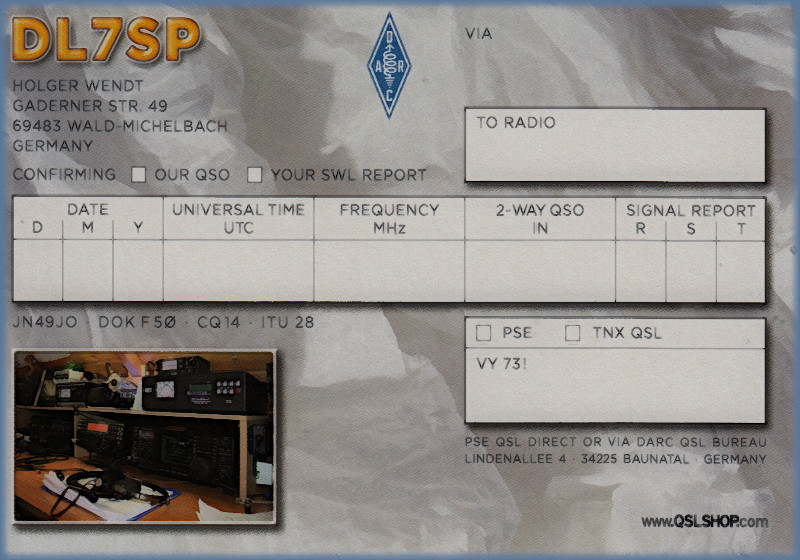 DL7SP
HOLGER WENDT
GADERNER STR. 49
69483 WALD-MICHELBACH
GERMANY
CONFIRMING OUR QSO YOUR SWL REPORT
D
A R
C
VIA
TO RADIO
DATE UNIVERSAL TIME FREQUENCY 2-WAY QSO SIGNAL REPORT
D M Y UTC MHz IN R S T
JN49JO · DOK F5Ø · CQ14 · ITU 28
PSE TNX QSL
VY 73!
PSE QSL DIRECT OR VIA DARC QSL BUREAU
LINDENALLEE 4 · 34225 BAUNATAL · GERMANY
www.QSLSHOP.com